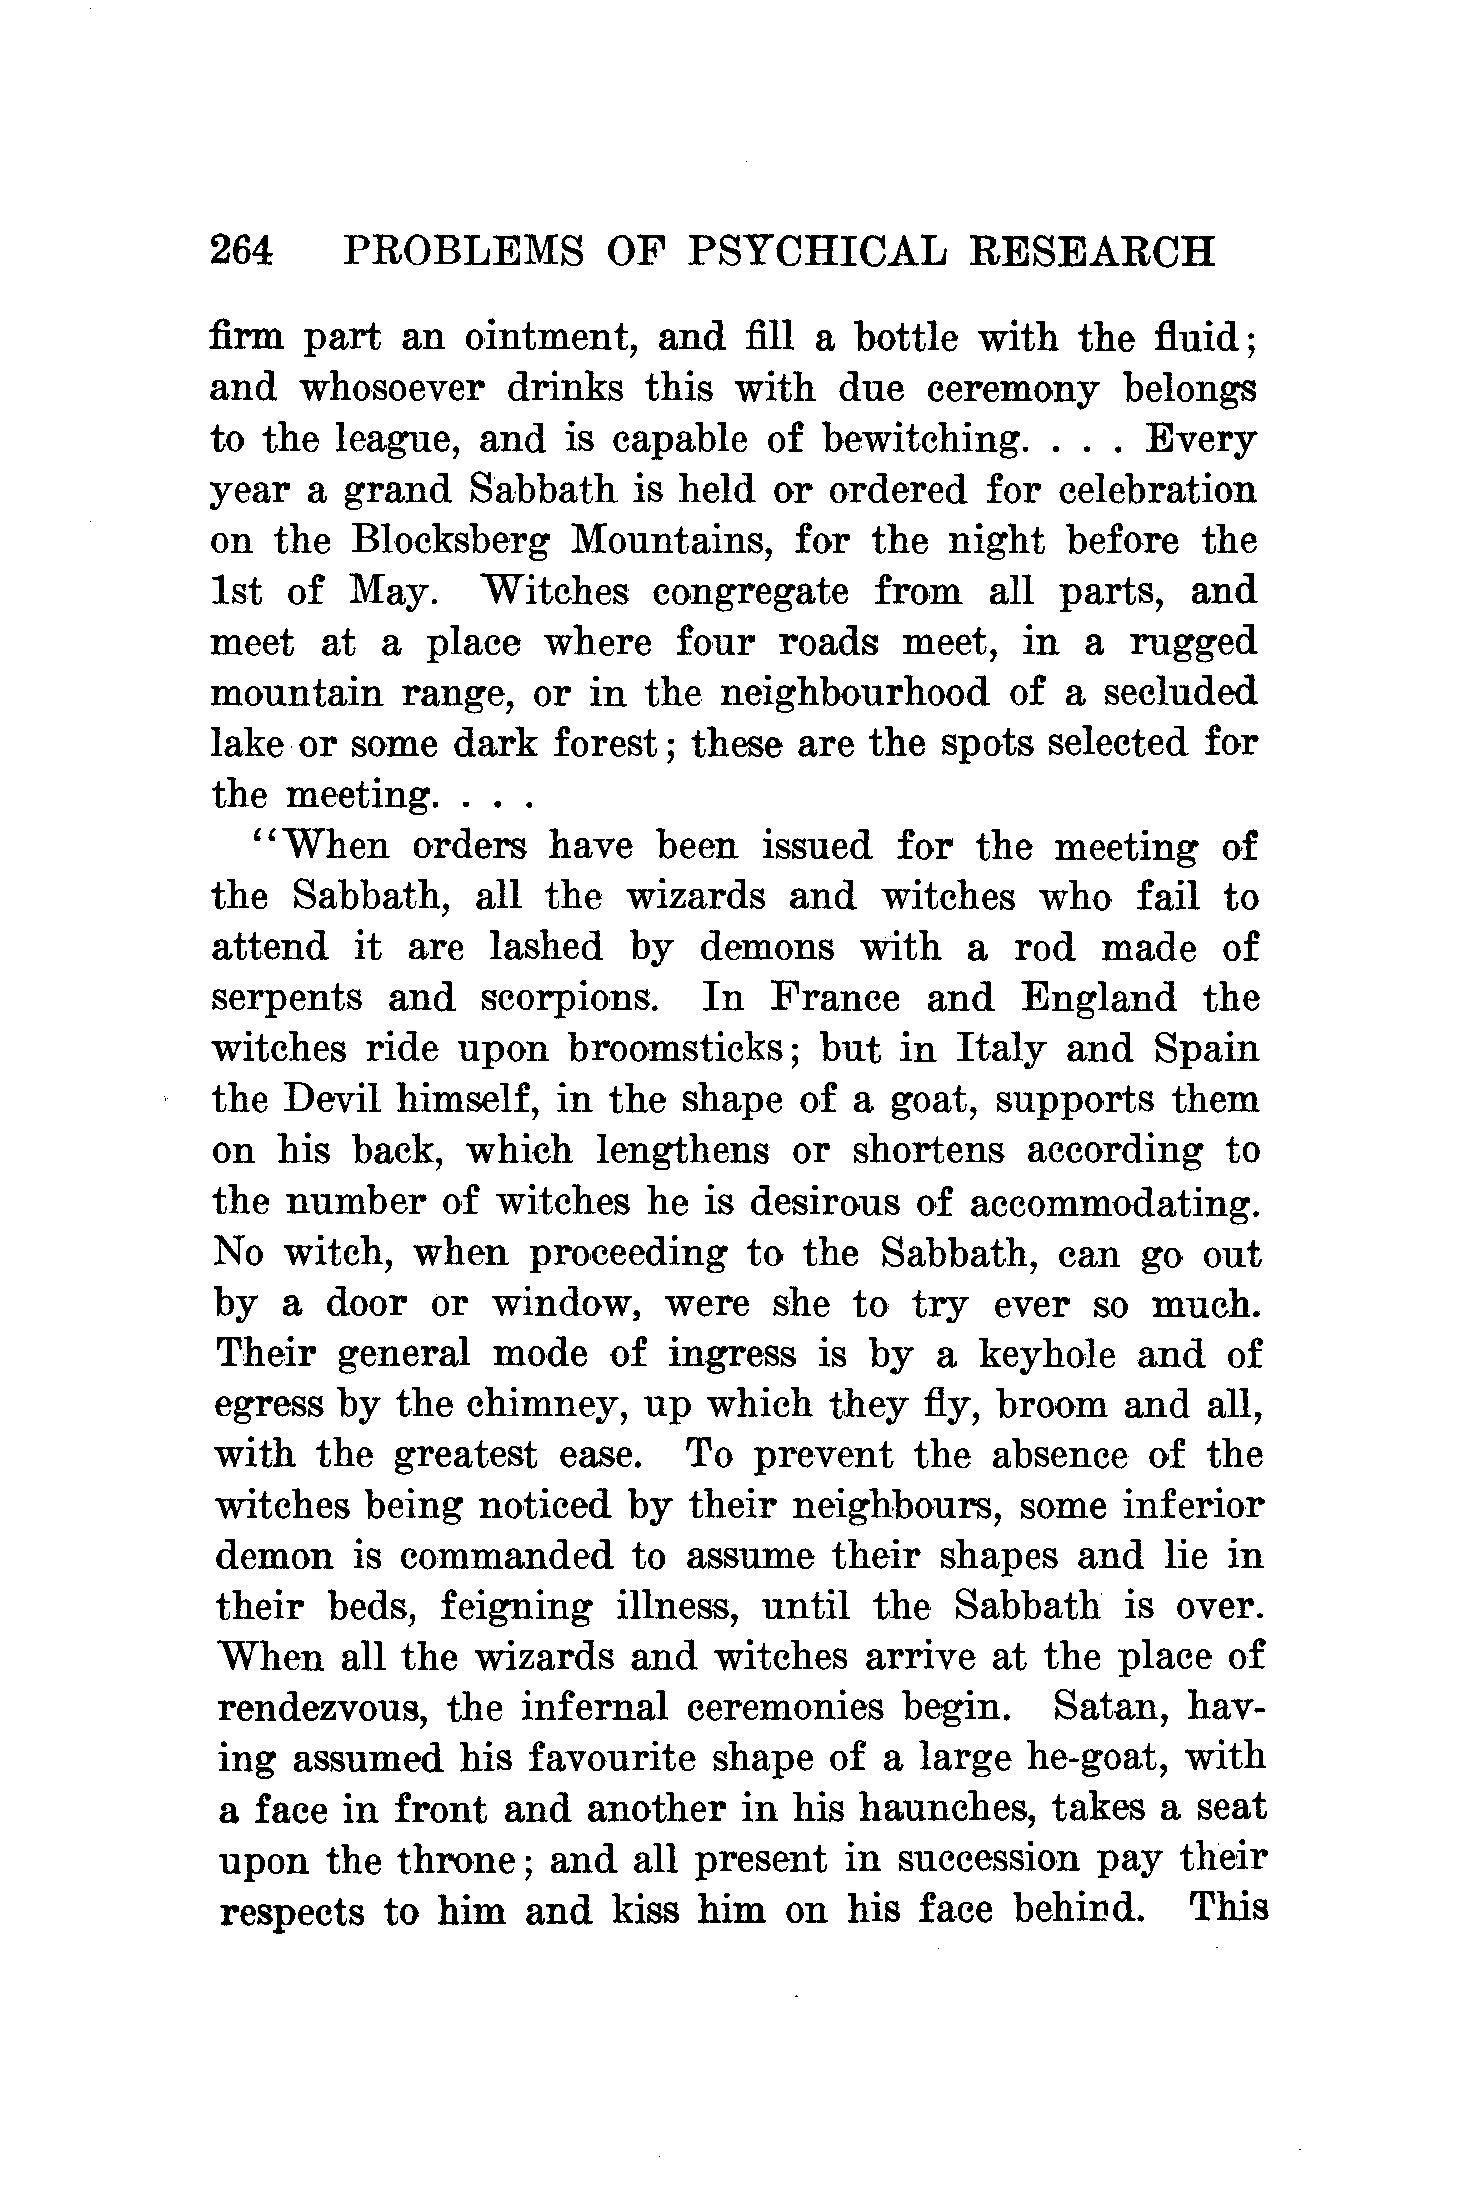 264 PROBLEMS OF PSYCHICAL RESEARCH
firm part an ointment, and fill a bottle with the fluid;
and whosoever drinks this with due ceremony belongs
to the league, and is capable of bewitching. . . . Every
year a grand Sabbath is held or ordered for celebration
on the Blocksberg Mountains, for the night before the
1st of May. Witches congregate from all parts, and
meet at a place where four roads meet, in a rugged
mountain range, or in the neighbourhood of a secluded
lake or some dark forest; these are the spots selected for
the meeting. . . .
"When orders have been issued for the meeting of
the Sabbath, all the wizards and witches who fail to
attend it are lashed by demons with a rod made of
serpents and scorpions. In France and England the
witches ride upon broomsticks; but in Italy and Spain
the Devil himself, in the shape of a goat, supports them
on his back, which lengthens or shortens according to
the number of witches he is desirous of accommodating.
No witch, when proceeding to the Sabbath, can go out
by a door or window, were she to try ever so much.
Their general mode of ingress is by a keyhole and of
egress by the chimney, up which they fly, broom and all,
with the greatest ease. To prevent the absence of the
witches being noticed by their neighbours, some inferior
demon is commanded to assume their shapes and lie in
their beds, feigning illness, until the Sabbath is over.
When all the wizards and witches arrive at the place of
rendezvous, the infernal ceremonies begin. Satan, hav-
ing assumed his favourite shape of a large he-goat, with
a face in front and another in his haunches, takes a seat
upon the throne; and all present in succession pay their
respects to him and kiss him on his face behind. This